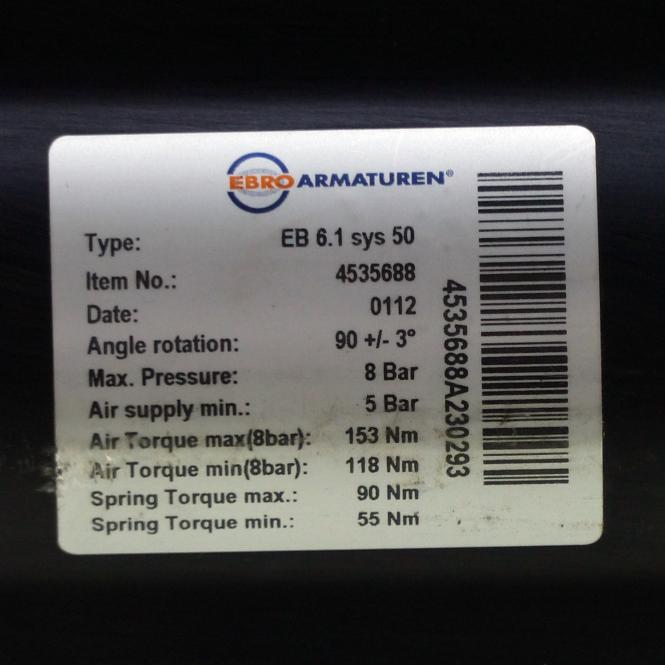 EBRO ARMATUREN®
Type: EB 6.1 sys 50
Item No.: 4535688
Date: 0112
Angle rotation: 90 +/- 3°
Max. Pressure: 8 Bar
Air supply min.: 5 Bar
Air Torque max(8bar): 153 Nm
Air Torque min(8bar): 118 Nm
Spring Torque max.: 90 Nm
Spring Torque min.: 55 Nm
4535688A230293